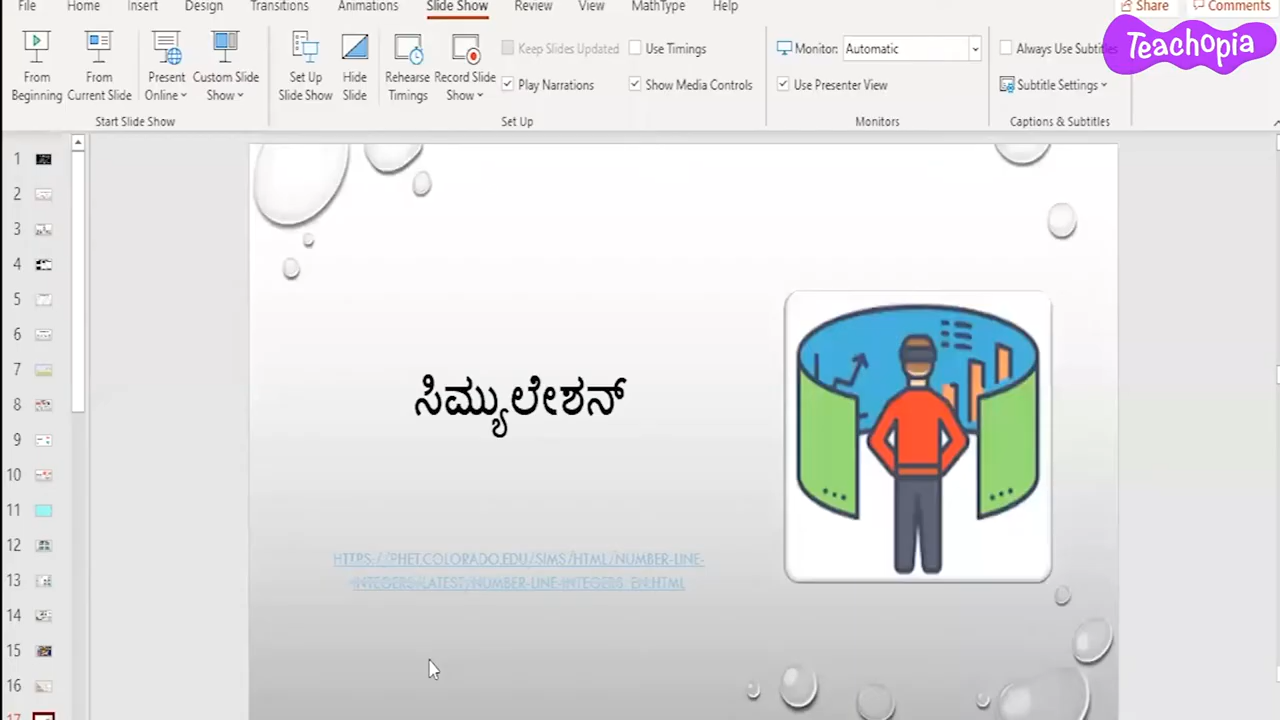 File Home Insert Design Transitions Animations Slide Show Review View MathType Help Share Comments
Teachopia
From Beginning
From Current Slide
Present Online
Custom Slide Show
Set Up Slide Show
Hide Slide
Rehearse Timings
Record Slide Show
Keep Slides Updated
Use Timings
Play Narrations
Show Media Controls
Monitor: Automatic
Use Presenter View
Always Use Subtitles
Subtitle Settings
Start Slide Show
Set Up
Monitors
Captions & Subtitles
1
2
3
4
5
6
7
8
9
10
11
12
13
14
15
16
17
ಸಿಮ್ಯುಲೇಶನ್
HTTPS://PHET.COLORADO.EDU/SIMS/HTML/NUMBER-LINE-
INTEGERS/LATEST/NUMBER-LINE-INTEGERS_EN.HTML